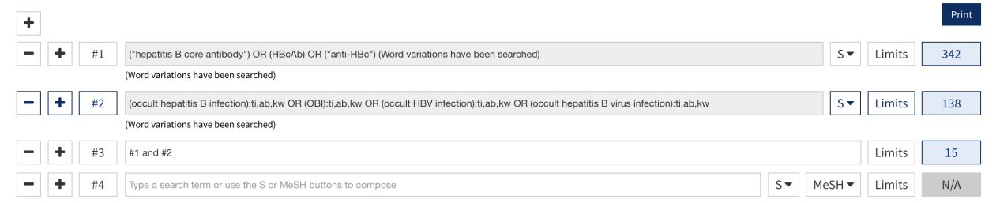 Print
#1 ("hepatitis B core antibody") OR (HBcAb) OR ("anti-HBc") (Word variations have been searched) S Limits 342
(Word variations have been searched)
#2 (occult hepatitis B infection):ti,ab,kw OR (OBI):ti,ab,kw OR (occult HBV infection):ti,ab,kw OR (occult hepatitis B virus infection):ti,ab,kw S Limits 138
(Word variations have been searched)
#3 #1 and #2 Limits 15
#4 Type a search term or use the S or MeSH buttons to compose S MeSH Limits N/A